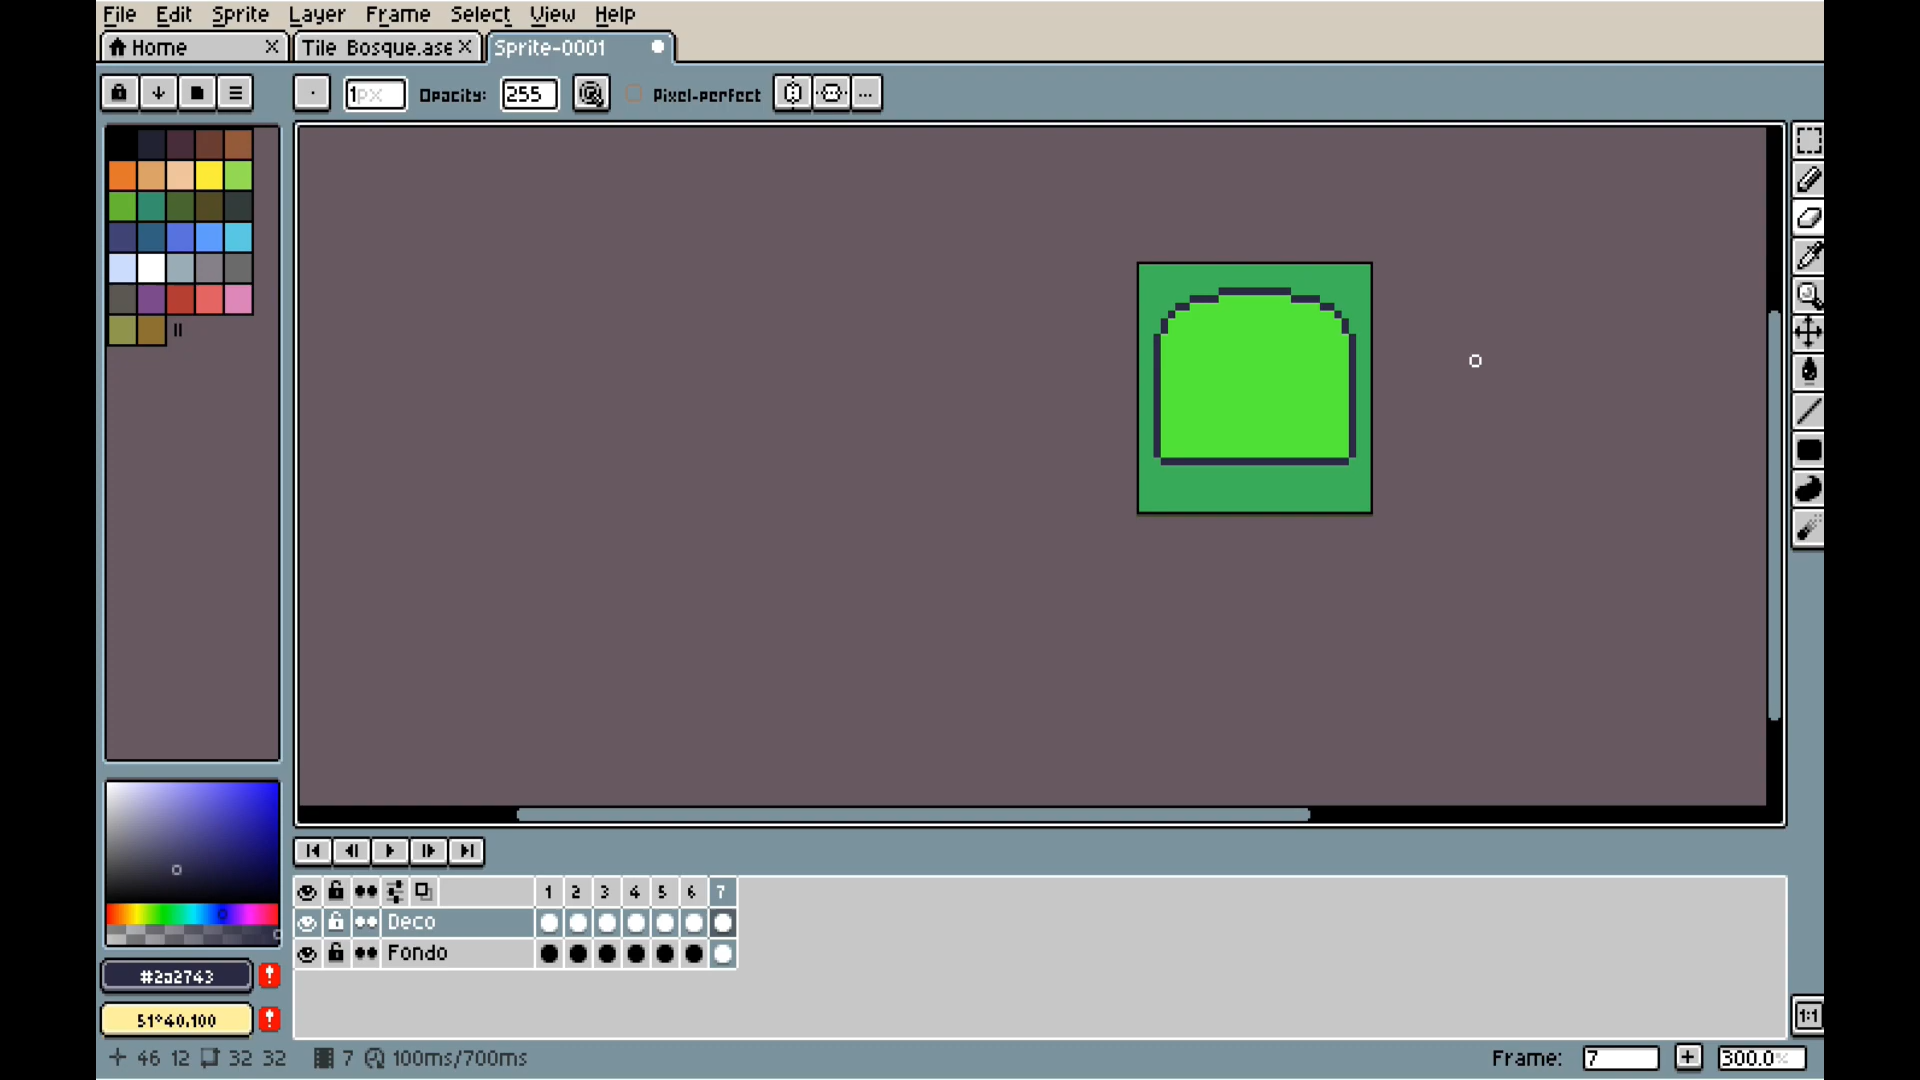 File Edit Sprite Layer Frame Select View Help
Home Tile Bosque.ase Sprite-0001
1px Opacity: 255 Pixel-perfect ...
1 2 3 4 5 6 7
Deco
Fondo
#2a2743
51°40.100
1:1
46 12 32 32 7 100ms/700ms Frame: 7 + 300.0%